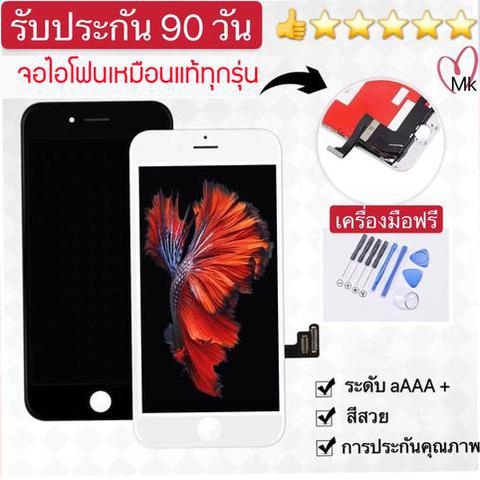 รับประกัน 90 วัน
จอไอโฟนเหมือนแท้ทุกรุ่น
Mk
เครื่องมือฟรี
ระดับ aAAA +
สีสวย
การประกันคุณภาพ